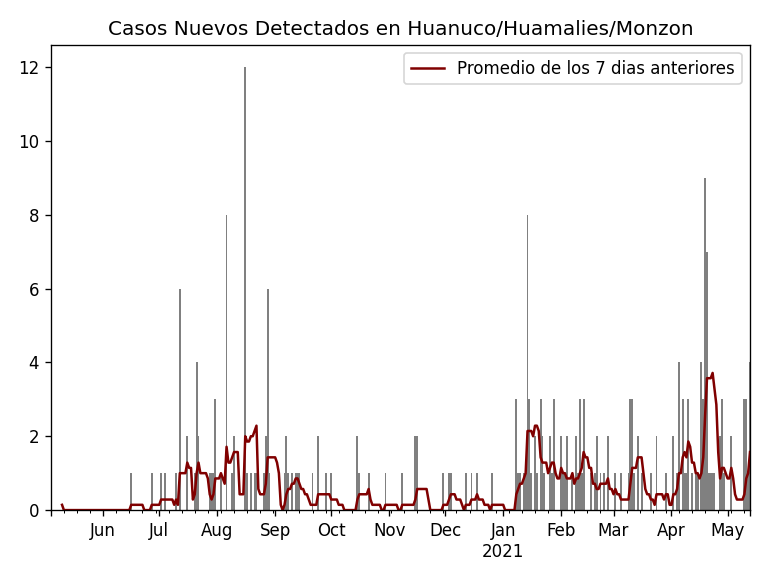 Casos Nuevos Detectados en Huanuco/Huamalies/Monzon
Promedio de los 7 dias anteriores
12
10
8
6
4
2
0
Jun Jul Aug Sep Oct Nov Dec Jan Feb Mar Apr May
2021